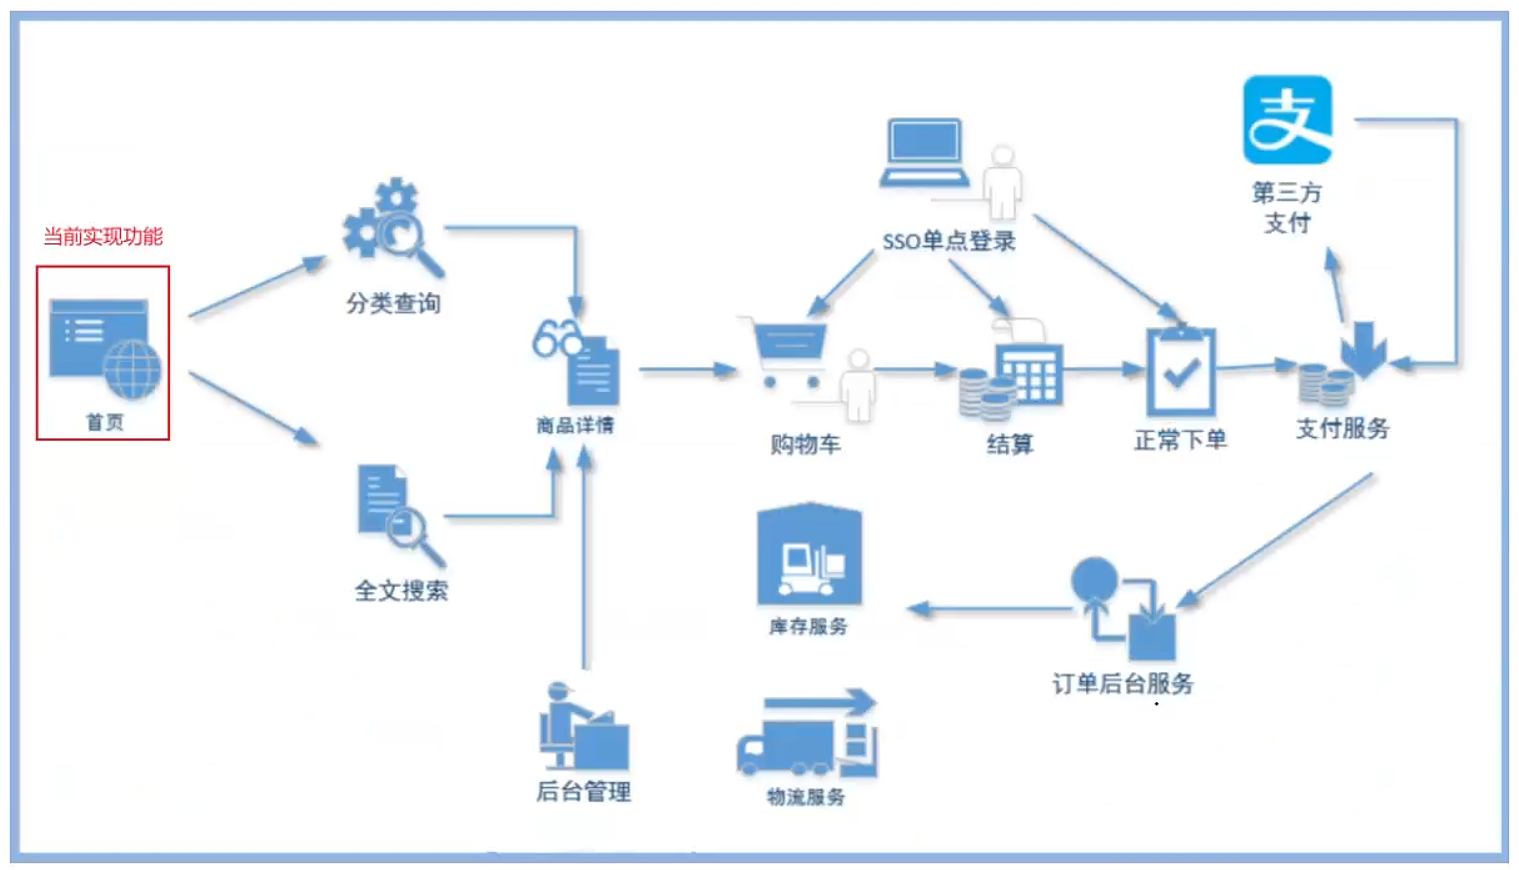 当前实现功能
首页
分类查询
全文搜索
商品详情
后台管理
SSO单点登录
购物车
结算
正常下单
支付服务
支
第三方
支付
库存服务
订单后台服务
物流服务